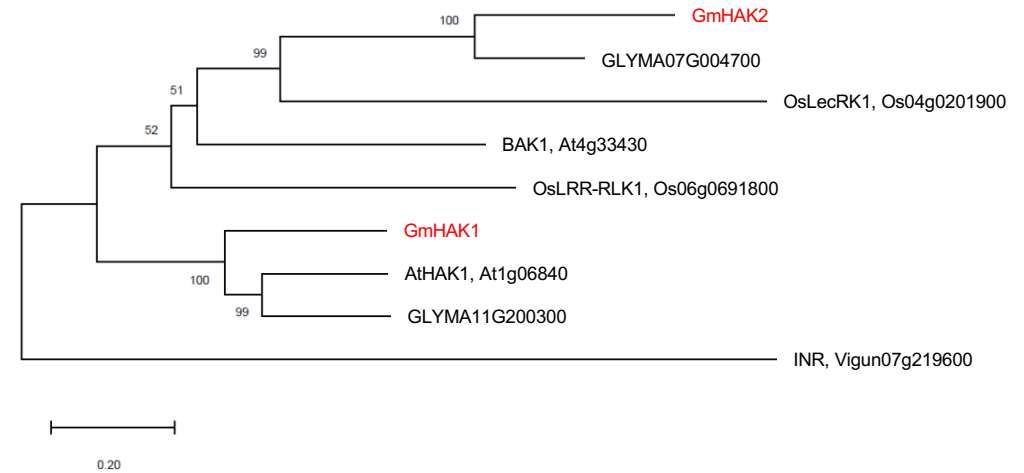 100
GmHAK2
99
GLYMA07G004700
51
OsLecRK1, Os04g0201900
52
BAK1, At4g33430
OsLRR-RLK1, Os06g0691800
GmHAK1
100
AtHAK1, At1g06840
99
GLYMA11G200300
INR, Vigun07g219600
0.20